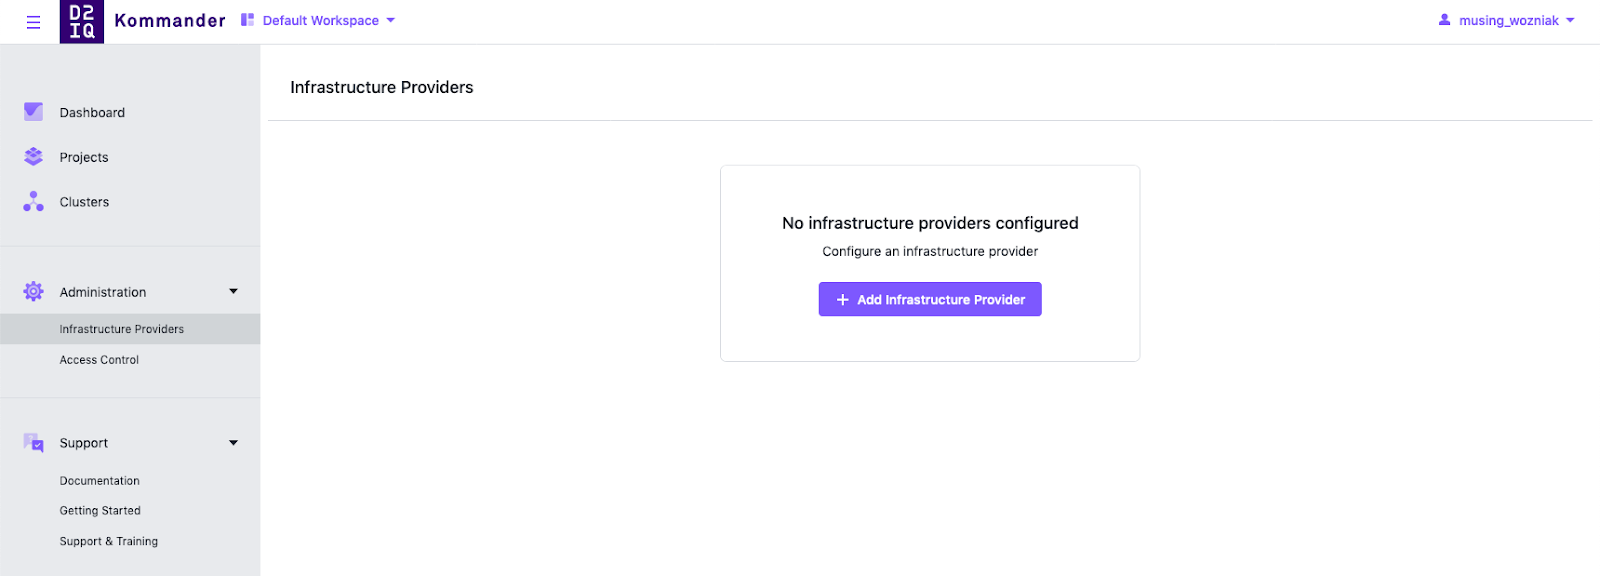 D2
IQ
Kommander
Default Workspace
musing_wozniak
Dashboard
Projects
Clusters
Administration
Infrastructure Providers
Access Control
Support
Documentation
Getting Started
Support & Training
Infrastructure Providers
No infrastructure providers configured
Configure an infrastructure provider
+ Add Infrastructure Provider